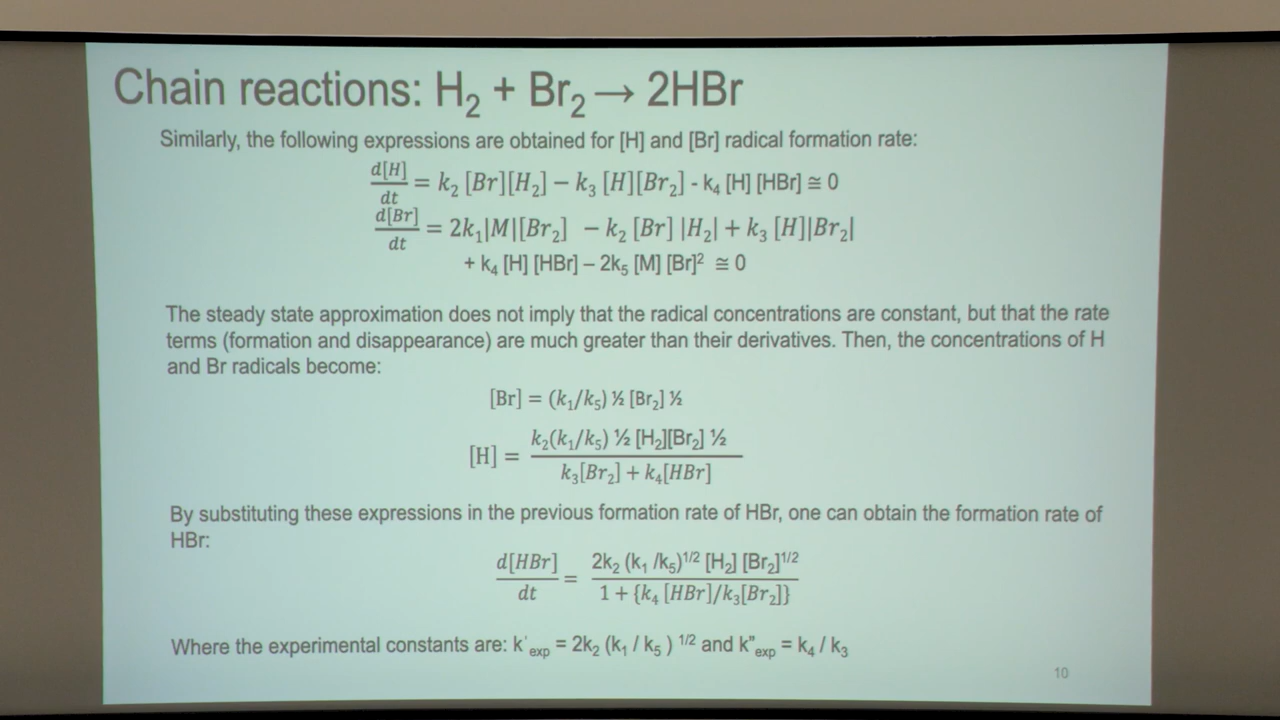 Chain reactions: H₂ + Br₂ → 2HBr
Similarly, the following expressions are obtained for [H] and [Br] radical formation rate:
d[H]/dt = k₂ [Br][H₂] − k₃ [H][Br₂] - k₄ [H] [HBr] ≅ 0
d[Br]/dt = 2k₁|M|[Br₂] − k₂ [Br] |H₂| + k₃ [H]|Br₂|
+ k₄ [H] [HBr] – 2k₅ [M] [Br]² ≅ 0
The steady state approximation does not imply that the radical concentrations are constant, but that the rate
terms (formation and disappearance) are much greater than their derivatives. Then, the concentrations of H
and Br radicals become:
[Br] = (k₁/k₅) ½ [Br₂] ½
[H] = k₂(k₁/k₅) ½ [H₂][Br₂] ½ / k₃[Br₂] + k₄[HBr]
By substituting these expressions in the previous formation rate of HBr, one can obtain the formation rate of
HBr:
d[HBr]/dt = 2k₂ (k₁ /k₅)¹/² [H₂] [Br₂]¹/² / 1 + {k₄ [HBr]/k₃[Br₂]}
Where the experimental constants are: k'exp = 2k₂ (k₁ / k₅ ) ¹/² and k"exp = k₄ / k₃
10